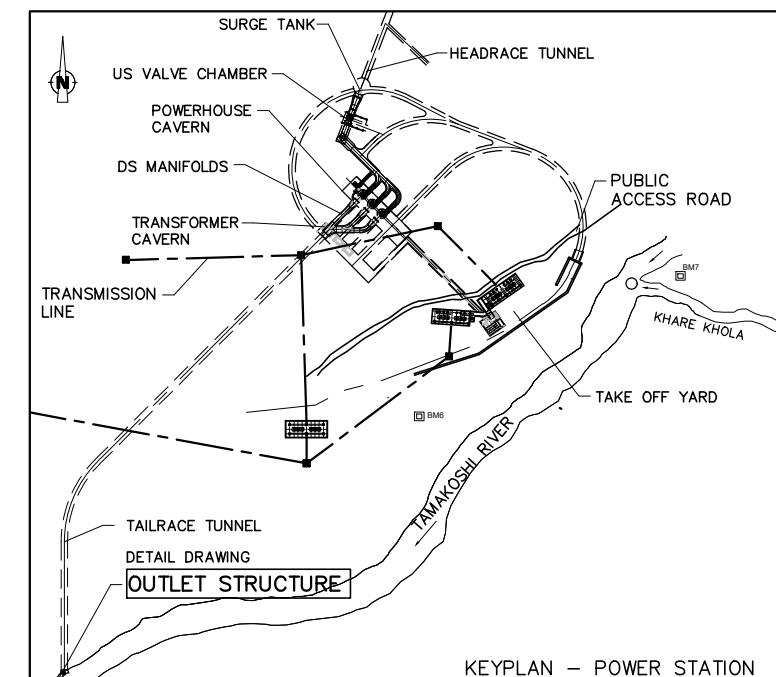 SURGE TANK
HEADRACE TUNNEL
N
US VALVE CHAMBER
POWERHOUSE
CAVERN
DS MANIFOLDS
PUBLIC
ACCESS ROAD
TRANSFORMER
CAVERN
BM7
TRANSMISSION
LINE
KHARE KHOLA
TAKE OFF YARD
BM6
TAMAKOSHI RIVER
TAILRACE TUNNEL
DETAIL DRAWING
OUTLET STRUCTURE
KEYPLAN – POWER STATION